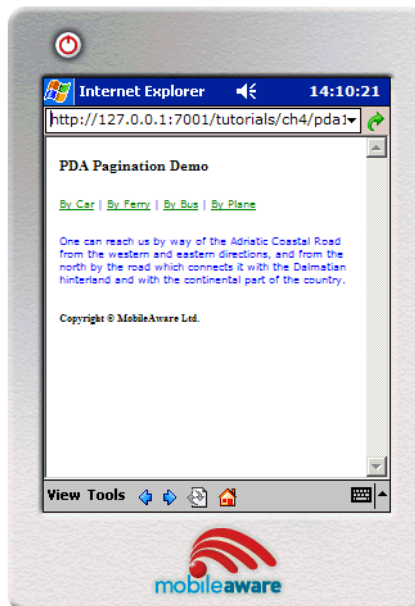 Internet Explorer 14:10:21
http://127.0.0.1:7001/tutorials/ch4/pda1
PDA Pagination Demo
By Car | By Ferry | By Bus | By Plane
One can reach us by way of the Adriatic Coastal Road
from the western and eastern directions, and from the
north by the road which connects it with the Dalmatian
hinterland and with the continental part of the country.
Copyright © MobileAware Ltd.
View Tools
mobileaware